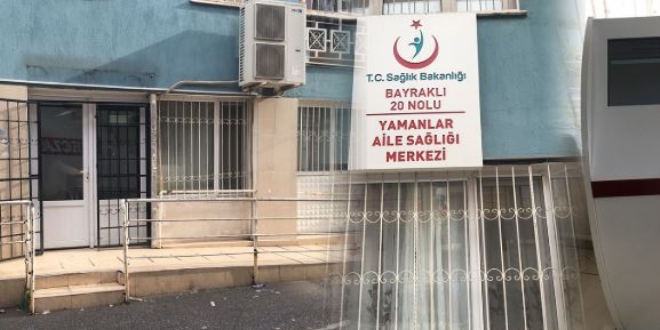 T.C. Sağlık Bakanlığı
BAYRAKLI
20 NOLU
YAMANLAR
AİLE SAĞLIĞI
MERKEZİ